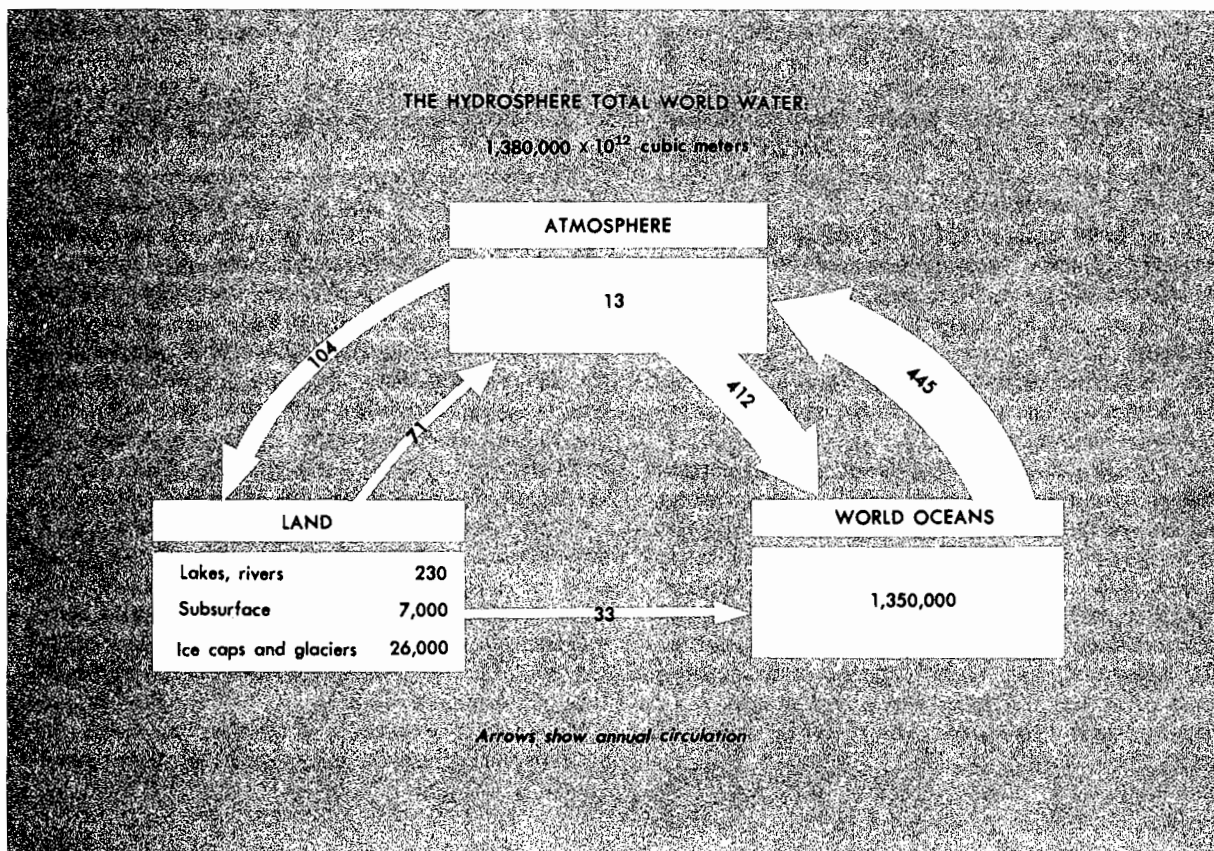 THE HYDROSPHERE TOTAL WORLD WATER:
1,380,000 x 10¹² cubic meters
ATMOSPHERE
13
104
71
412
445
LAND
Lakes, rivers 230
Subsurface 7,000
Ice caps and glaciers 26,000
33
WORLD OCEANS
1,350,000
Arrows show annual circulation